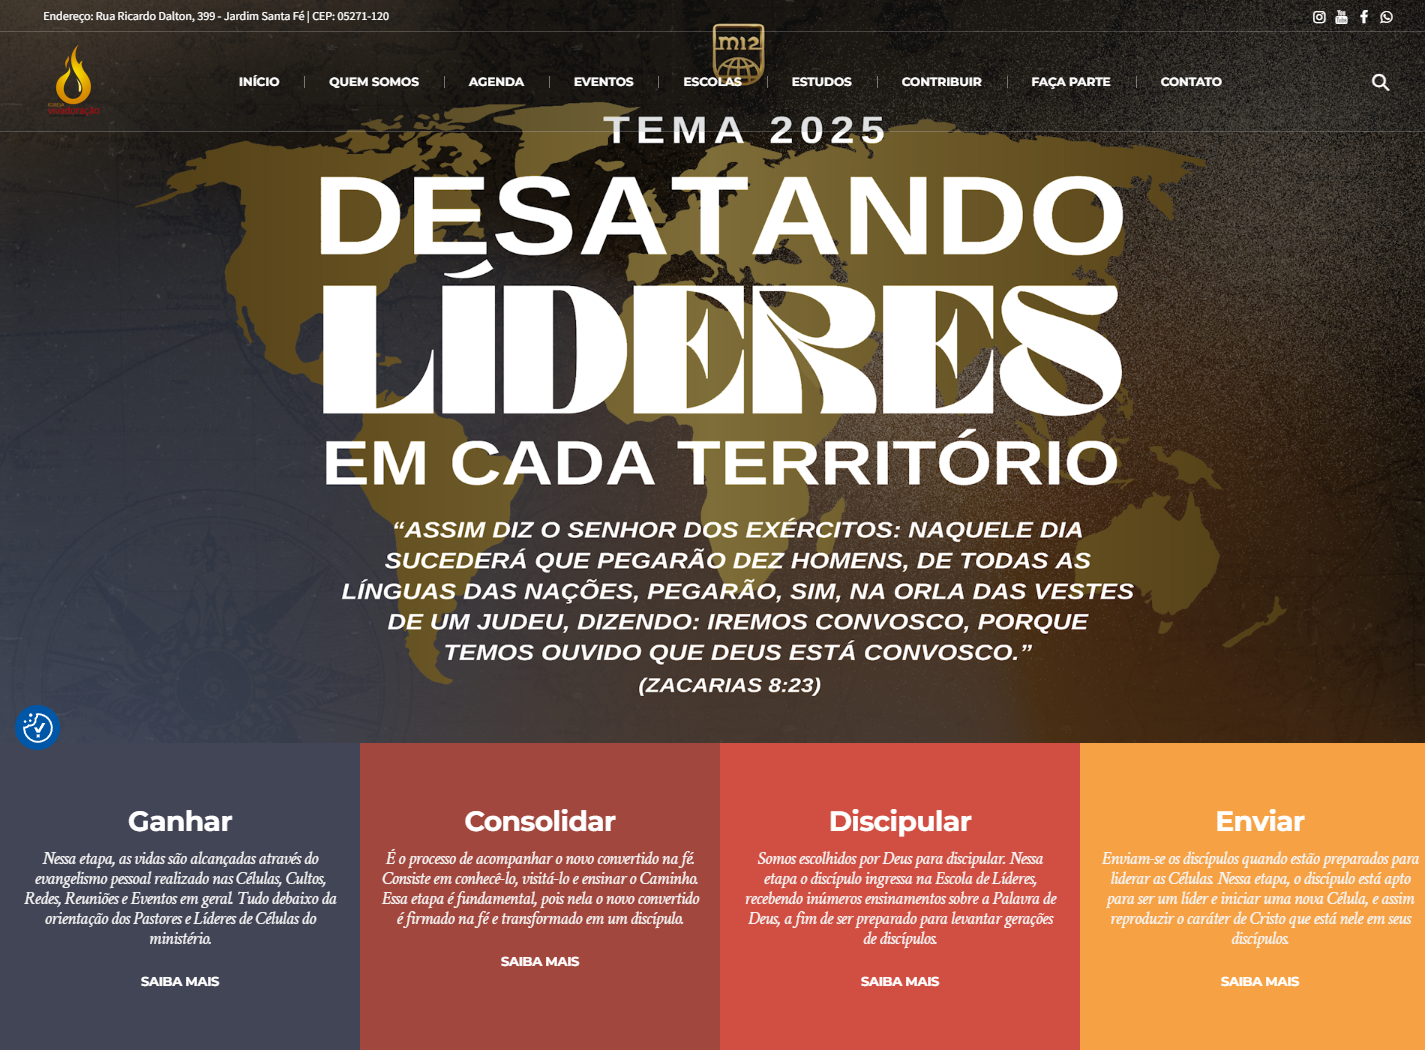 Endereço: Rua Ricardo Dalton, 399 - Jardim Santa Fé | CEP: 05271-120
m12
INÍCIO
QUEM SOMOS
AGENDA
EVENTOS
ESCOLAS
ESTUDOS
CONTRIBUIR
FAÇA PARTE
CONTATO
TEMA 2025
DESATANDO
LÍDERES
EM CADA TERRITÓRIO
“ASSIM DIZ O SENHOR DOS EXÉRCITOS: NAQUELE DIA
SUCEDERÁ QUE PEGARÃO DEZ HOMENS, DE TODAS AS
LÍNGUAS DAS NAÇÕES, PEGARÃO, SIM, NA ORLA DAS VESTES
DE UM JUDEU, DIZENDO: IREMOS CONVOSCO, PORQUE
TEMOS OUVIDO QUE DEUS ESTÁ CONVOSCO.”
(ZACARIAS 8:23)
Ganhar
Nessa etapa, as vidas são alcançadas através do
evangelismo pessoal realizado nas Células, Cultos,
Redes, Reuniões e Eventos em geral. Tudo debaixo da
orientação dos Pastores e Líderes de Células do
ministério.
SAIBA MAIS
Consolidar
É o processo de acompanhar o novo convertido na fé.
Consiste em conhecê-lo, visitá-lo e ensinar o Caminho.
Essa etapa é fundamental, pois nela o novo convertido
é firmado na fé e transformado em um discípulo.
SAIBA MAIS
Discipular
Somos escolhidos por Deus para discipular. Nessa
etapa o discípulo ingressa na Escola de Líderes,
recebendo inúmeros ensinamentos sobre a Palavra de
Deus, a fim de ser preparado para levantar gerações
de discípulos.
SAIBA MAIS
Enviar
Enviam-se os discípulos quando estão preparados para
liderar as Células. Nessa etapa, o discípulo está apto
para ser um líder e iniciar uma nova Célula, e assim
reproduzir o caráter de Cristo que está nele em seus
discípulos.
SAIBA MAIS